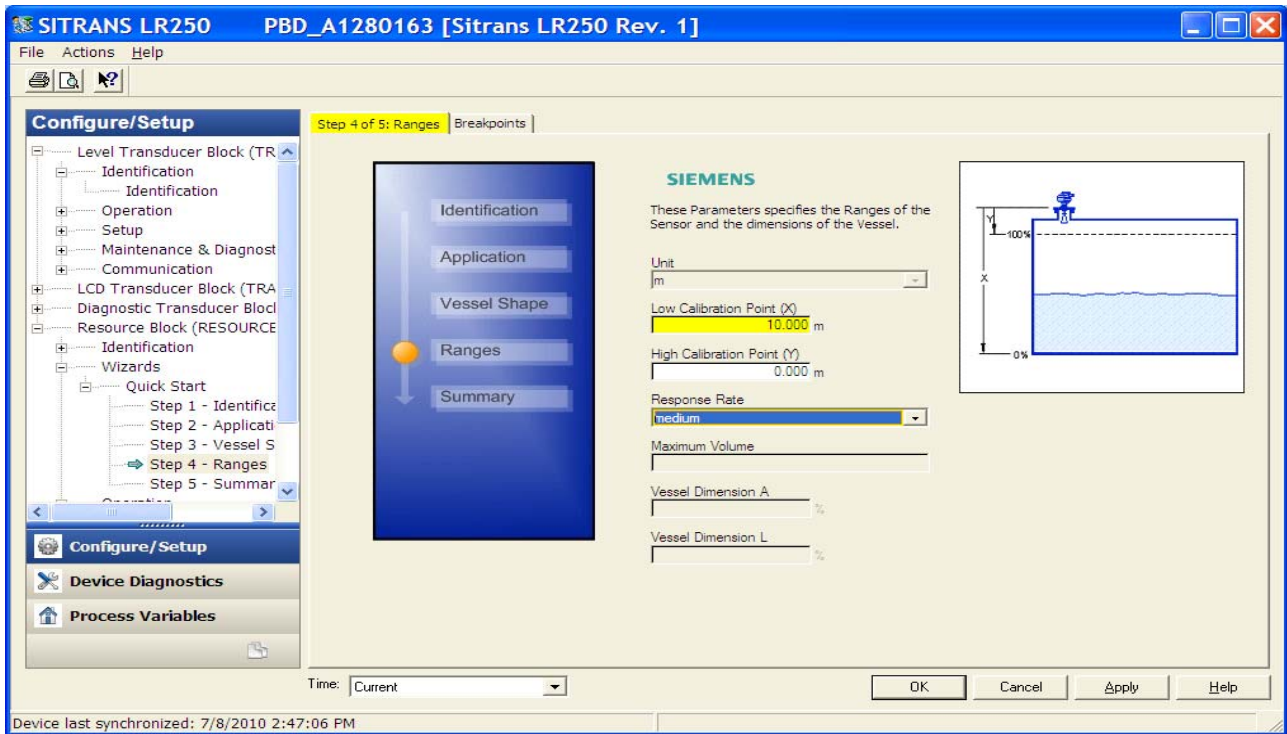 SITRANS LR250 PBD_A1280163 [Sitrans LR250 Rev. 1]
File Actions Help
Configure/Setup
Level Transducer Block (TR
Identification
Identification
Operation
Setup
Maintenance & Diagnost
Communication
LCD Transducer Block (TRA
Diagnostic Transducer Blocl
Resource Block (RESOURCE
Identification
Wizards
Quick Start
Step 1 - Identifica
Step 2 - Applicati
Step 3 - Vessel S
Step 4 - Ranges
Step 5 - Summar
Configure/Setup
Device Diagnostics
Process Variables
Step 4 of 5: Ranges Breakpoints
Identification
Application
Vessel Shape
Ranges
Summary
SIEMENS
These Parameters specifies the Ranges of the
Sensor and the dimensions of the Vessel.
Unit
m
Low Calibration Point (X)
10.000 m
High Calibration Point (Y)
0.000 m
Response Rate
medium
Maximum Volume
Vessel Dimension A
%
Vessel Dimension L
%
Y
100%
X
0%
Time: Current
OK Cancel Apply Help
Device last synchronized: 7/8/2010 2:47:06 PM